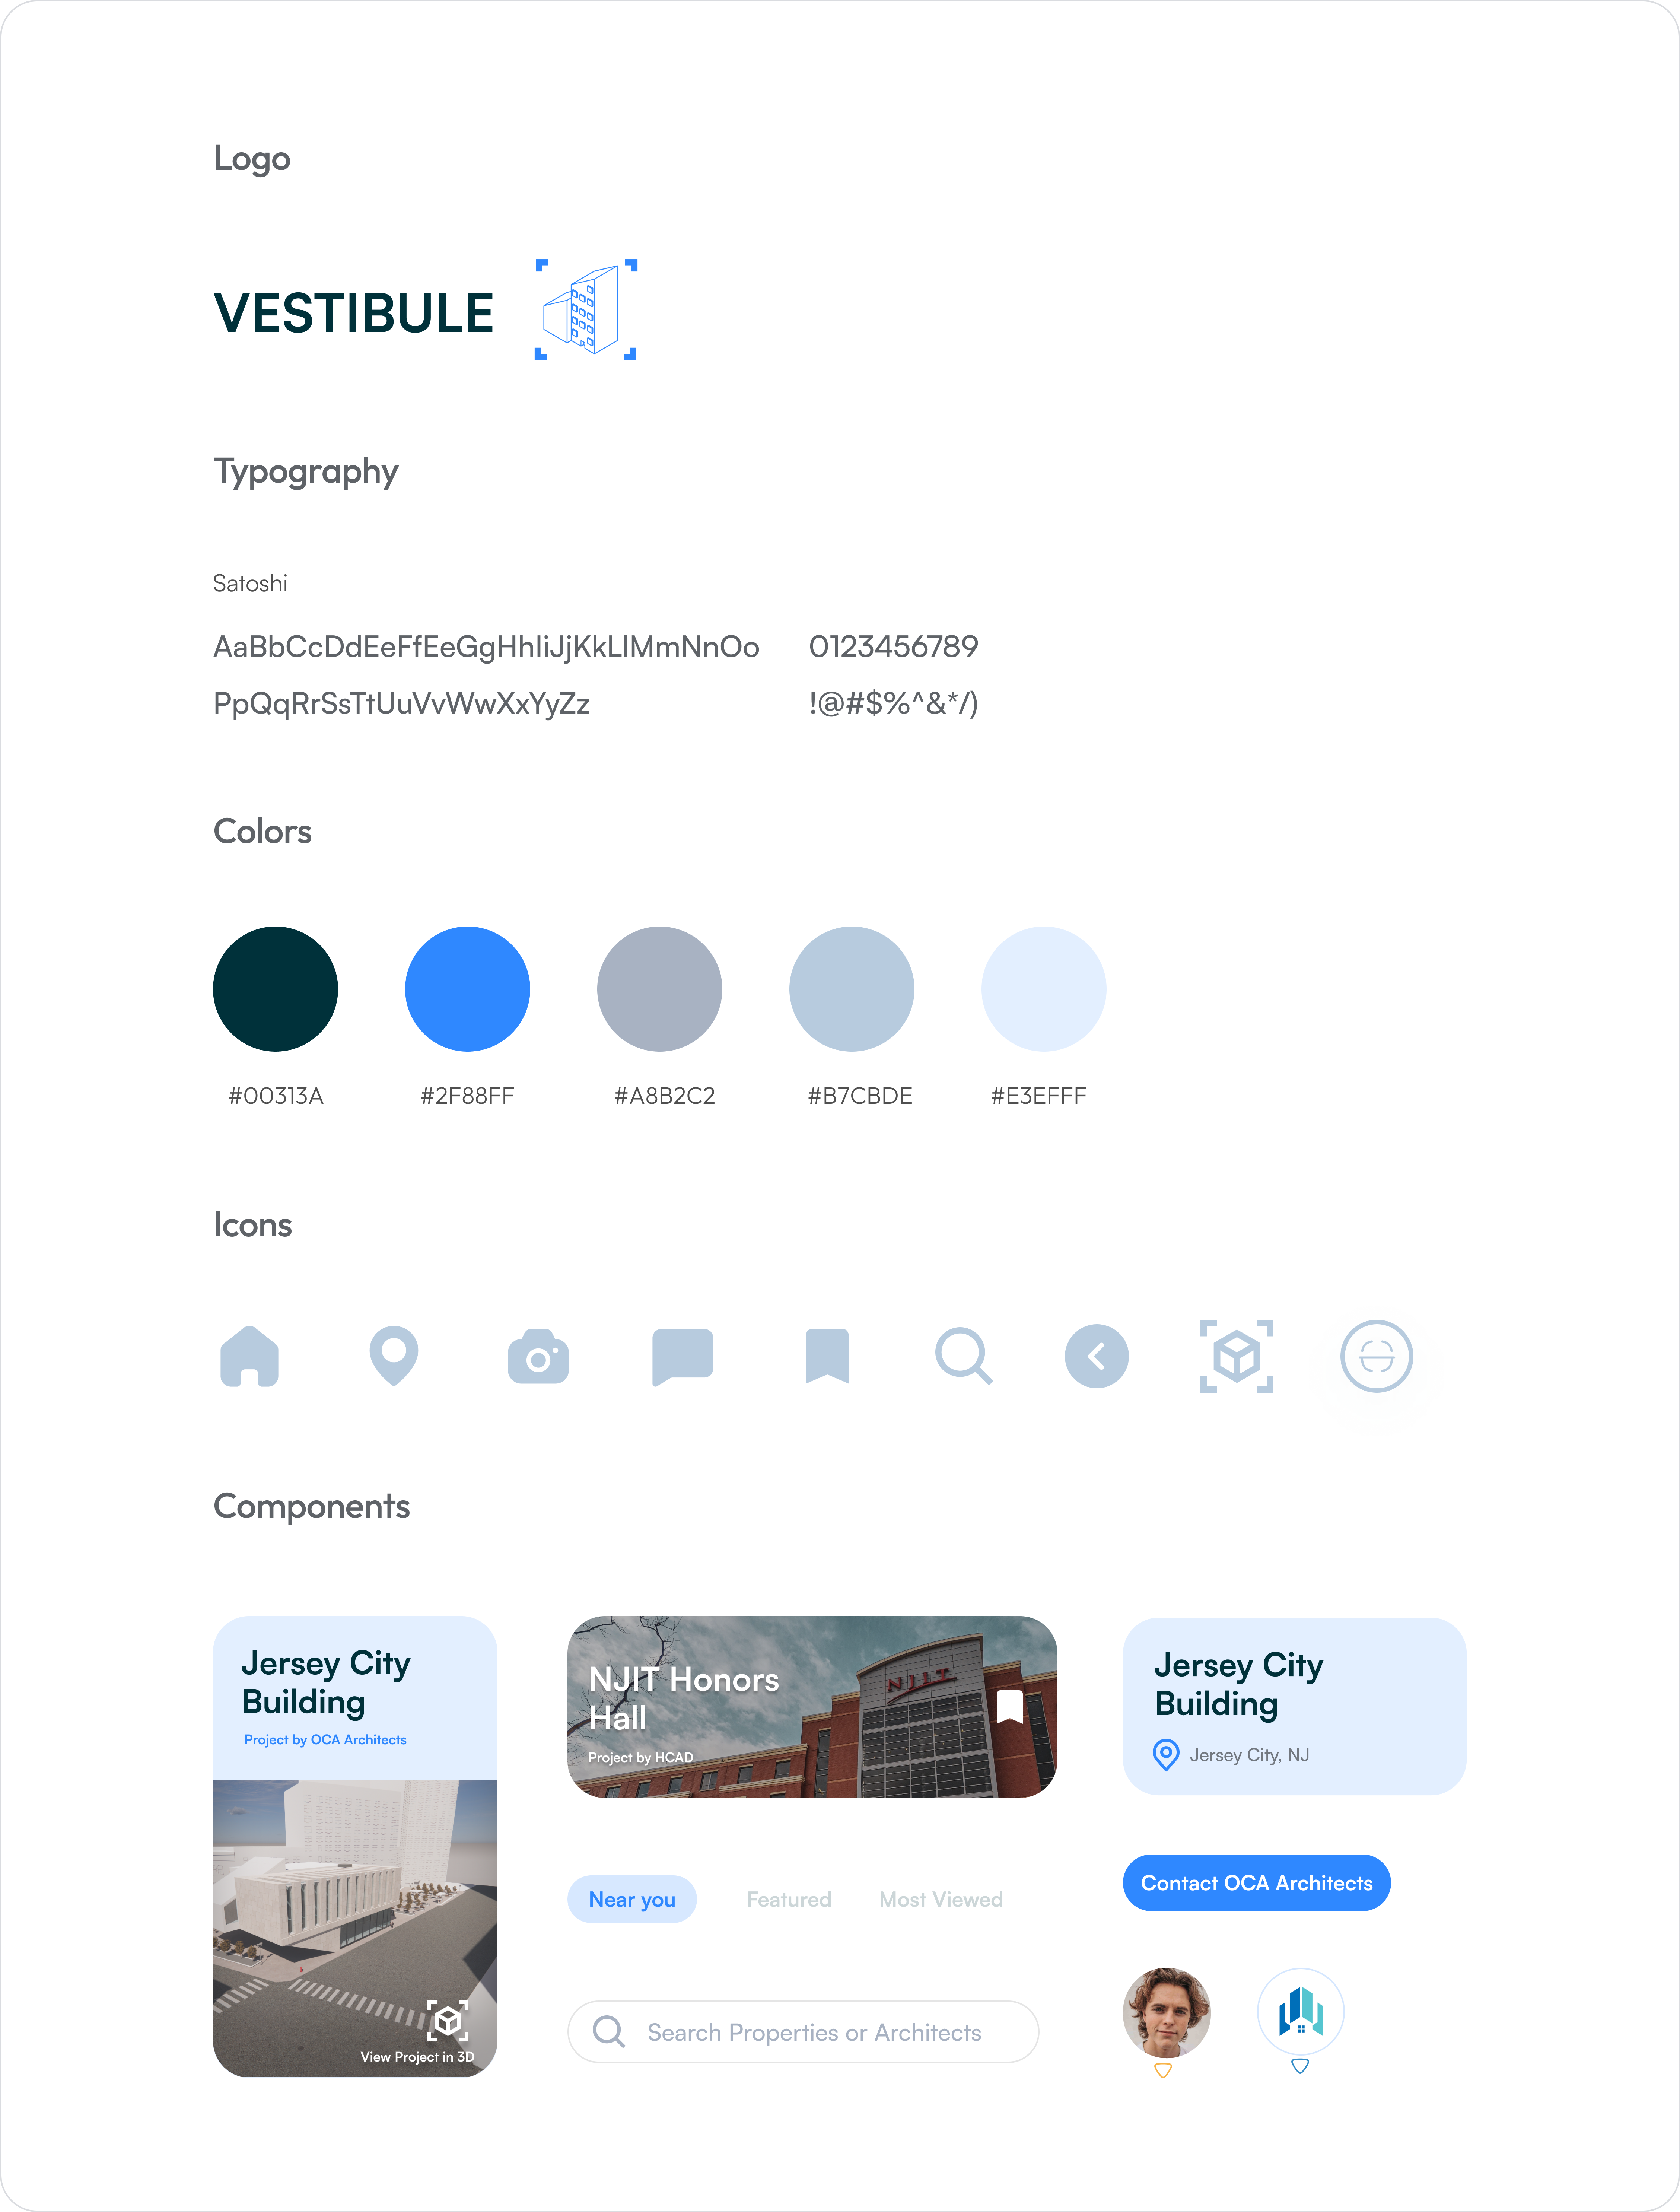 Logo
VESTIBULE
Typography
Satoshi
AaBbCcDdEeFfEeGgHhIiJjKkLlMmNnOo
0123456789
PpQqRrSsTtUuVvWwXxYyZz
!@#$%^&*/)
Colors
#00313A
#2F88FF
#A8B2C2
#B7CBDE
#E3EFFF
Icons
Components
Jersey City
Building
Project by OCA Architects
View Project in 3D
NJIT Honors
Hall
Project by HCAD
NJIT
Near you
Featured
Most Viewed
Search Properties or Architects
Jersey City
Building
Jersey City, NJ
Contact OCA Architects